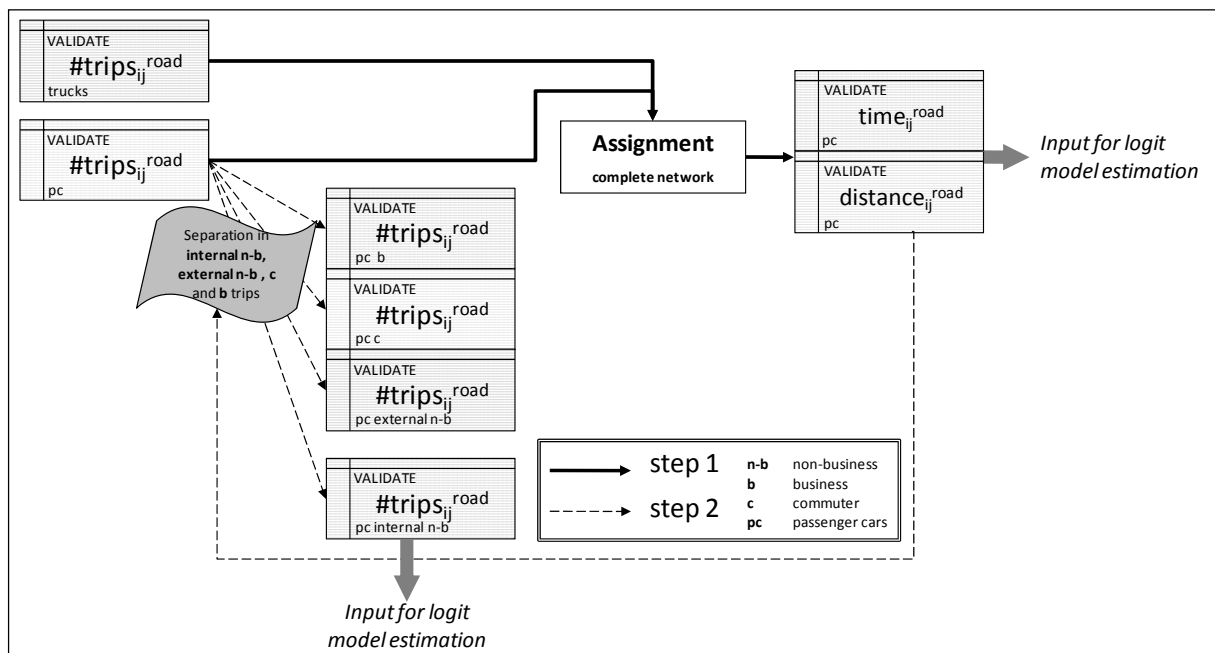 VALIDATE
#trips_ij^road
trucks
VALIDATE
#trips_ij^road
pc
Assignment
complete network
VALIDATE
time_ij^road
pc
VALIDATE
distance_ij^road
pc
Input for logit
model estimation
Separation in
internal n-b,
external n-b , c
and b trips
VALIDATE
#trips_ij^road
pc b
VALIDATE
#trips_ij^road
pc c
VALIDATE
#trips_ij^road
pc external n-b
VALIDATE
#trips_ij^road
pc internal n-b
step 1
step 2
n-b non-business
b business
c commuter
pc passenger cars
Input for logit
model estimation